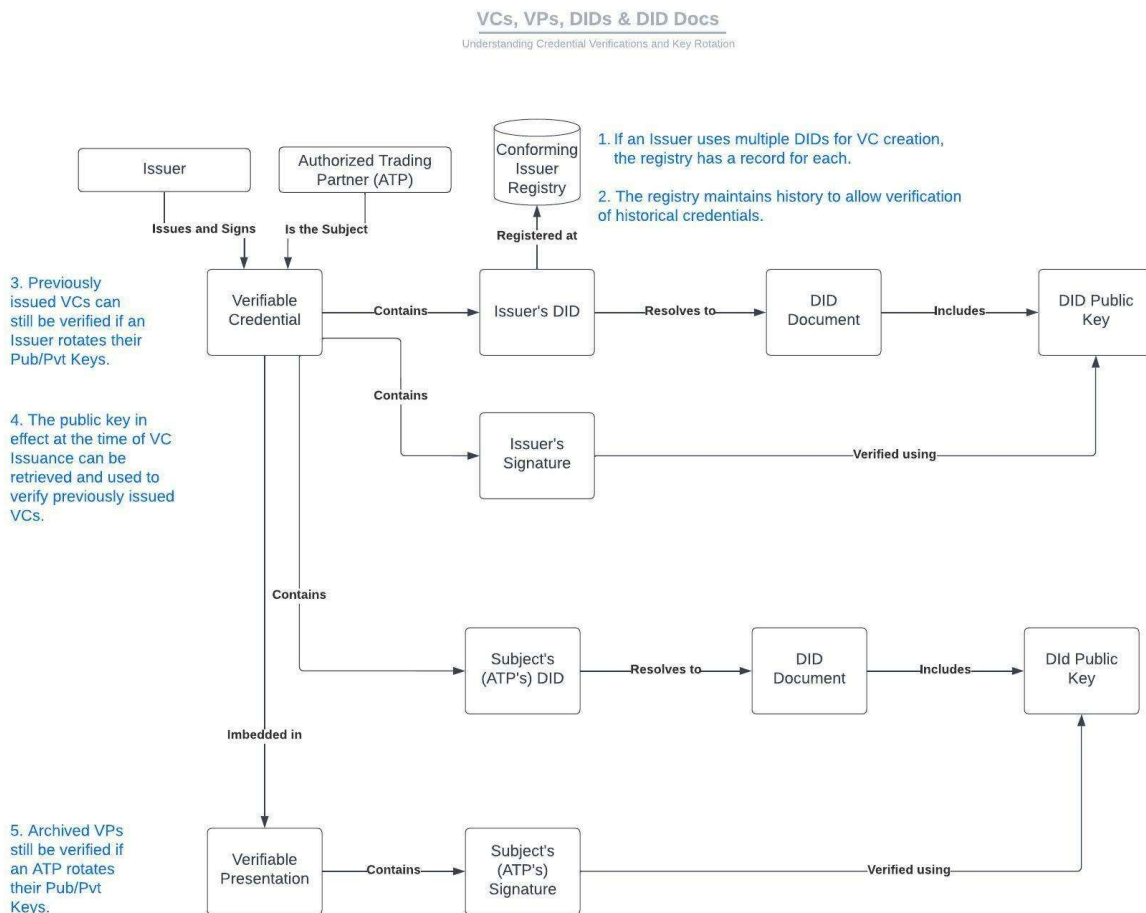 VCs, VPs, DIDs & DID Docs
Understanding Credential Verifications and Key Rotation
Issuer
Authorized Trading
Partner (ATP)
Conforming
Issuer
Registry
1. If an Issuer uses multiple DIDs for VC creation,
the registry has a record for each.
2. The registry maintains history to allow verification
of historical credentials.
Issues and Signs
Is the Subject
Registered at
3. Previously
issued VCs can
still be verified if an
Issuer rotates their
Pub/Pvt Keys.
Verifiable
Credential
Contains
Issuer's DID
Resolves to
DID
Document
Includes
DID Public
Key
Contains
4. The public key in
effect at the time of VC
Issuance can be
retrieved and used to
verify previously issued
VCs.
Issuer's
Signature
Verified using
Contains
Subject's
(ATP's) DID
Resolves to
DID
Document
Includes
DId Public
Key
Imbedded in
5. Archived VPs
still be verified if
an ATP rotates
their Pub/Pvt
Keys.
Verifiable
Presentation
Contains
Subject's
(ATP's)
Signature
Verified using